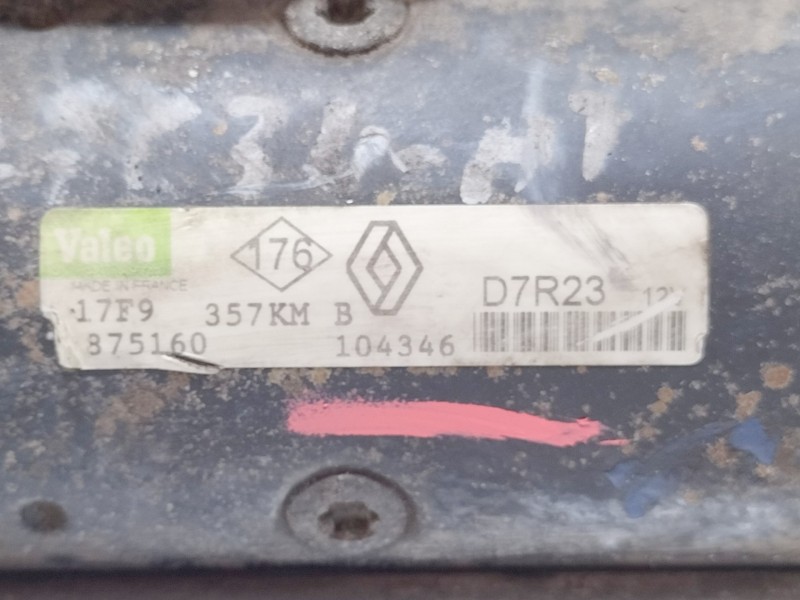 Valeo
176
D7R23 12V
MADE IN FRANCE
17F9 357KM B
875160 104346